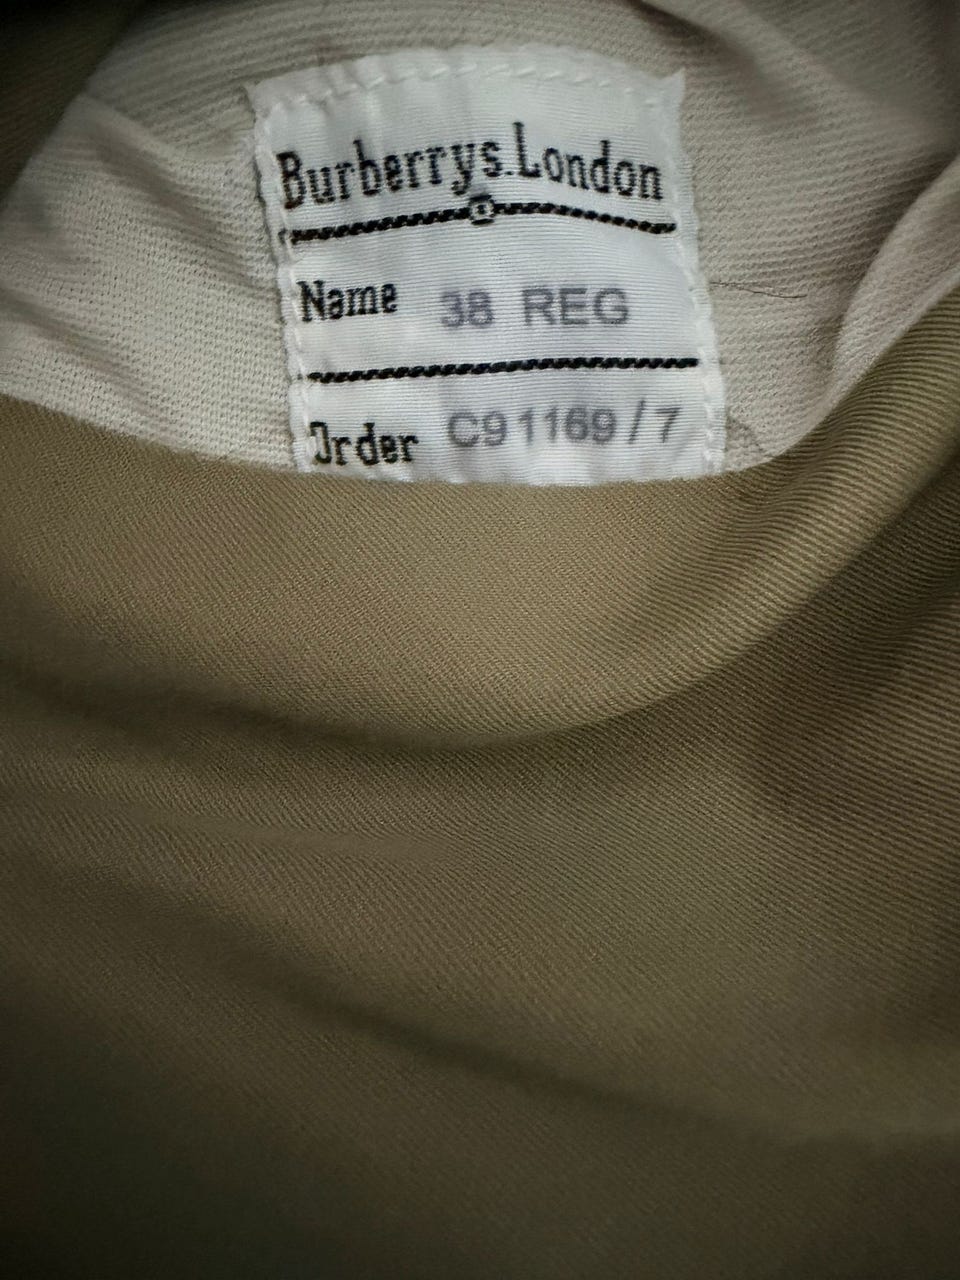 Burberrys.London
Name 38 REG
Order C91169/7